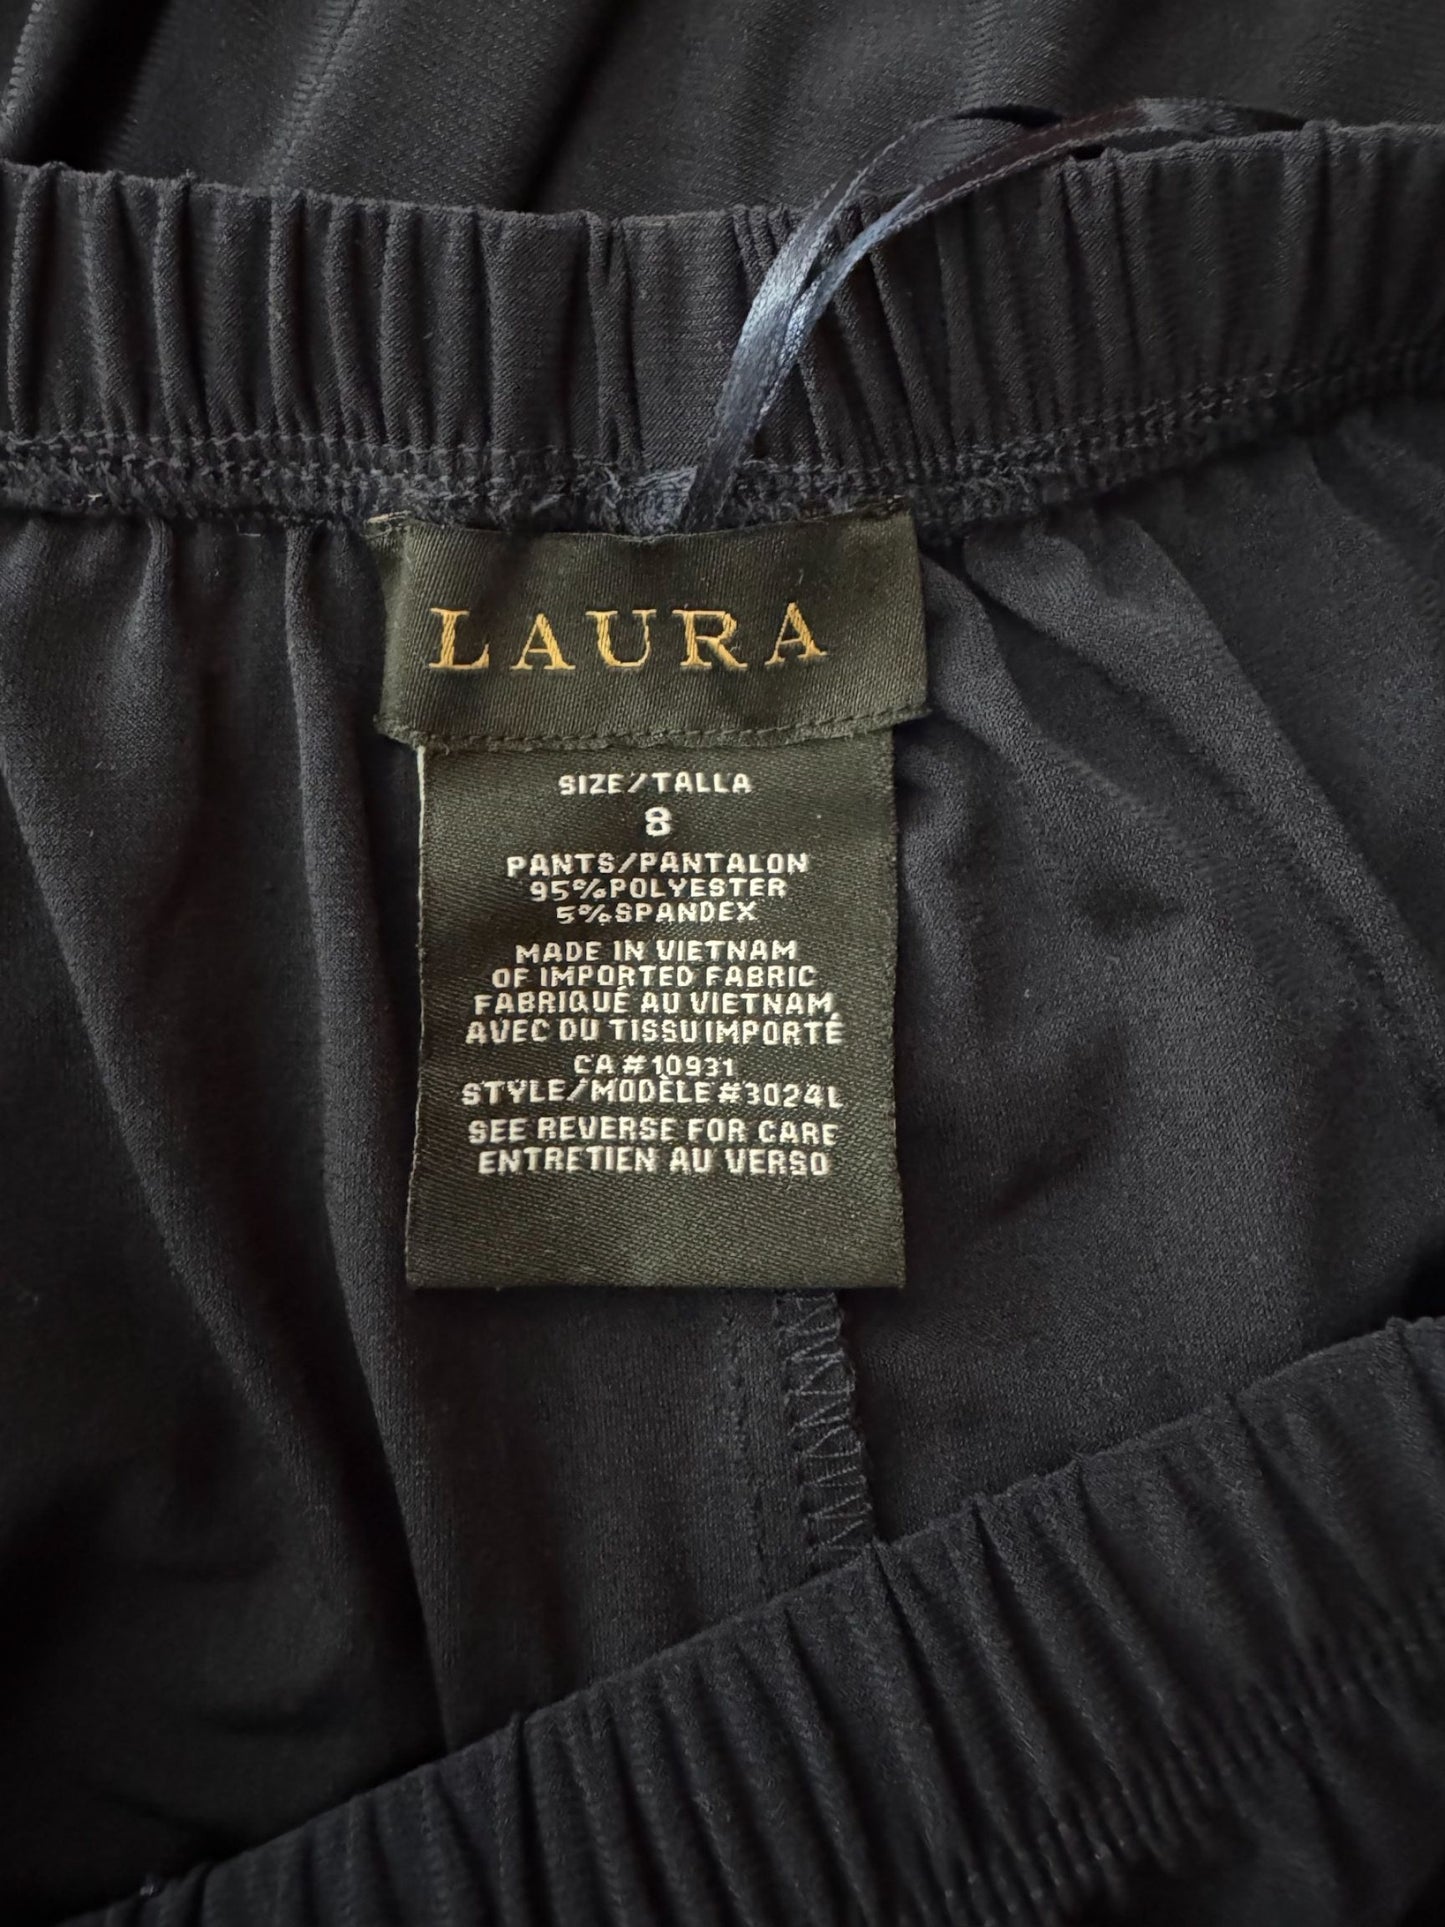 LAURA
SIZE/TALLA
8
PANTS/PANTALON
95%POLYESTER
5%SPANDEX
MADE IN VIETNAM
OF IMPORTED FABRIC
FABRIQUÉ AU VIETNAM,
AVEC DU TISSU IMPORTÉ
CA#10931
STYLE/MODÈLE#3024L
SEE REVERSE FOR CARE
ENTRETIEN AU VERSO